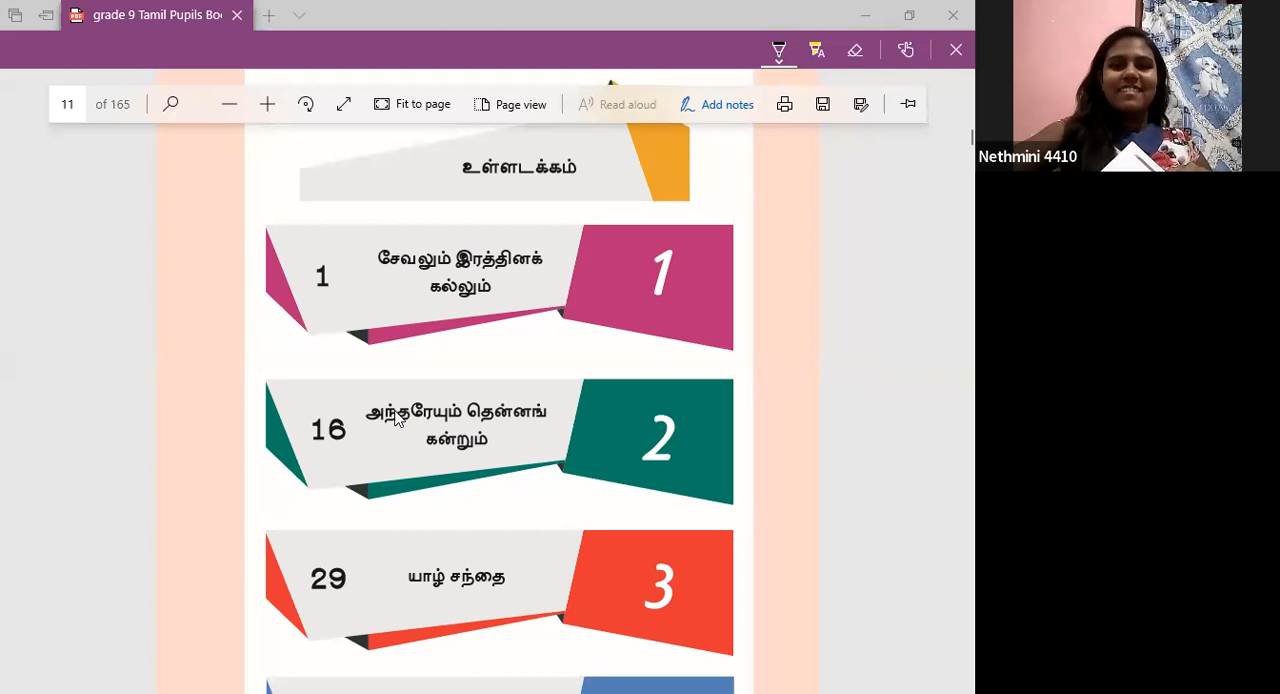 grade 9 Tamil Pupils Bo
11 of 165
Fit to page
Page view
Read aloud
Add notes
Nethmini 4410
உள்ளடக்கம்
1 சேவலும் இரத்தினக் 1
கல்லும்
16 அந்தரேயும் தென்னங் 2
கன்றும்
29 யாழ் சந்தை 3